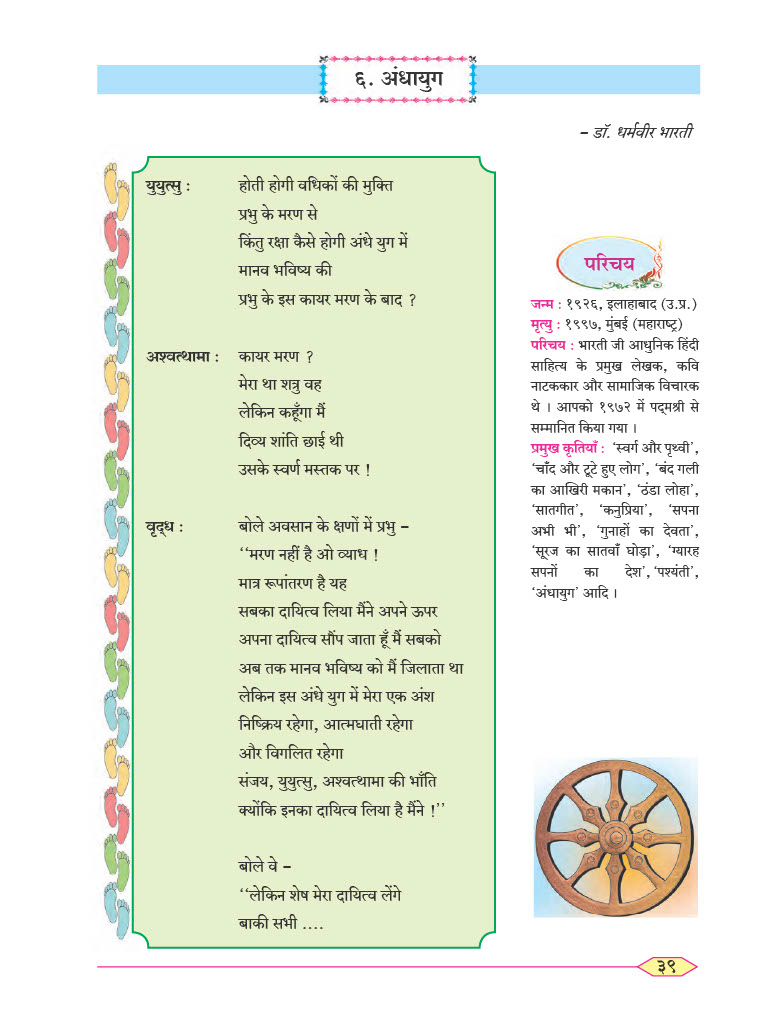 ६. अंधायुग
– डॉ. धर्मवीर भारती
युयुत्सु : होती होगी वधिकों की मुक्ति
प्रभु के मरण से
किंतु रक्षा कैसे होगी अंधे युग में
मानव भविष्य की
प्रभु के इस कायर मरण के बाद ?
अश्वत्थामा : कायर मरण ?
मेरा था शत्रु वह
लेकिन कहूँगा मैं
दिव्य शांति छाई थी
उसके स्वर्ण मस्तक पर !
वृद्ध : बोले अवसान के क्षणों में प्रभु –
‘‘मरण नहीं है ओ व्याध !
मात्र रूपांतरण है यह
सबका दायित्व लिया मैंने अपने ऊपर
अपना दायित्व सौंप जाता हूँ मैं सबको
अब तक मानव भविष्य को मैं जिलाता था
लेकिन इस अंधे युग में मेरा एक अंश
निष्क्रिय रहेगा, आत्मघाती रहेगा
और विगलित रहेगा
संजय, युयुत्सु, अश्वत्थामा की भाँति
क्योंकि इनका दायित्व लिया है मैंने !’’
बोले वे –
‘‘लेकिन शेष मेरा दायित्व लेंगे
बाकी सभी ....
परिचय
जन्म : १९२६, इलाहाबाद (उ.प्र.)
मृत्यु : १९९७, मुंबई (महाराष्ट्र)
परिचय : भारती जी आधुनिक हिंदी
साहित्य के प्रमुख लेखक, कवि
नाटककार और सामाजिक विचारक
थे । आपको १९७२ में पद्मश्री से
सम्मानित किया गया ।
प्रमुख कृतियाँ : ‘स्वर्ग और पृथ्वी’,
‘चाँद और टूटे हुए लोग’, ‘बंद गली
का आखिरी मकान’, ‘ठंडा लोहा’,
‘सातगीत’, ‘कनुप्रिया’, ‘सपना
अभी भी’, ‘गुनाहों का देवता’,
‘सूरज का सातवाँ घोड़ा’, ‘ग्यारह
सपनों का देश’, ‘पश्यंती’,
‘अंधायुग’ आदि ।
३९